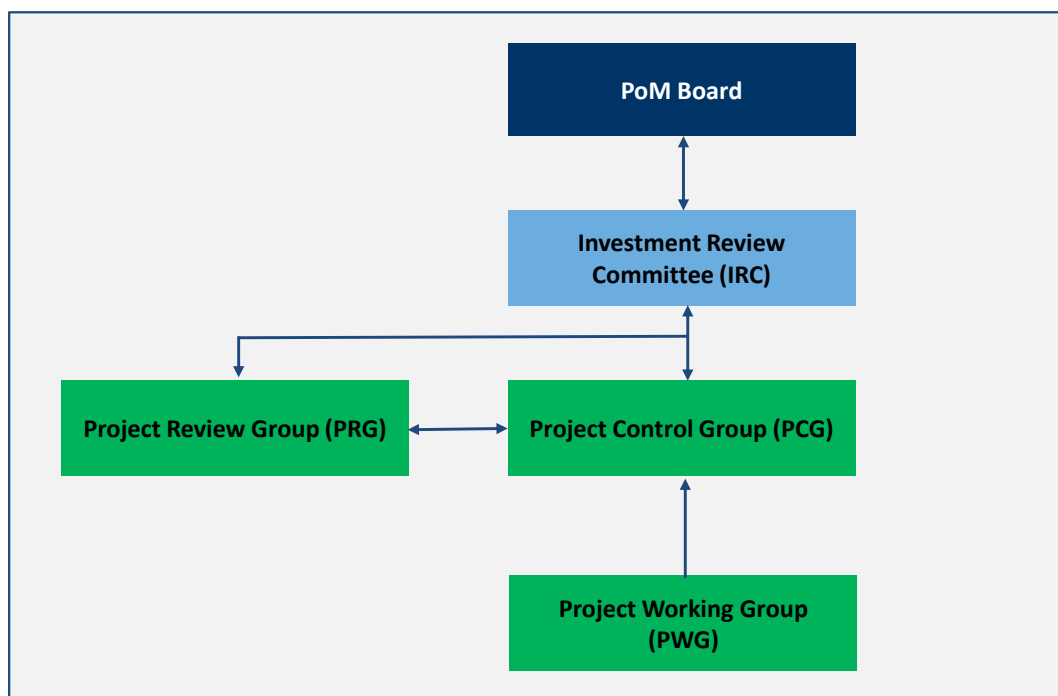 PoM Board
Investment Review
Committee (IRC)
Project Review Group (PRG)
Project Control Group (PCG)
Project Working Group
(PWG)